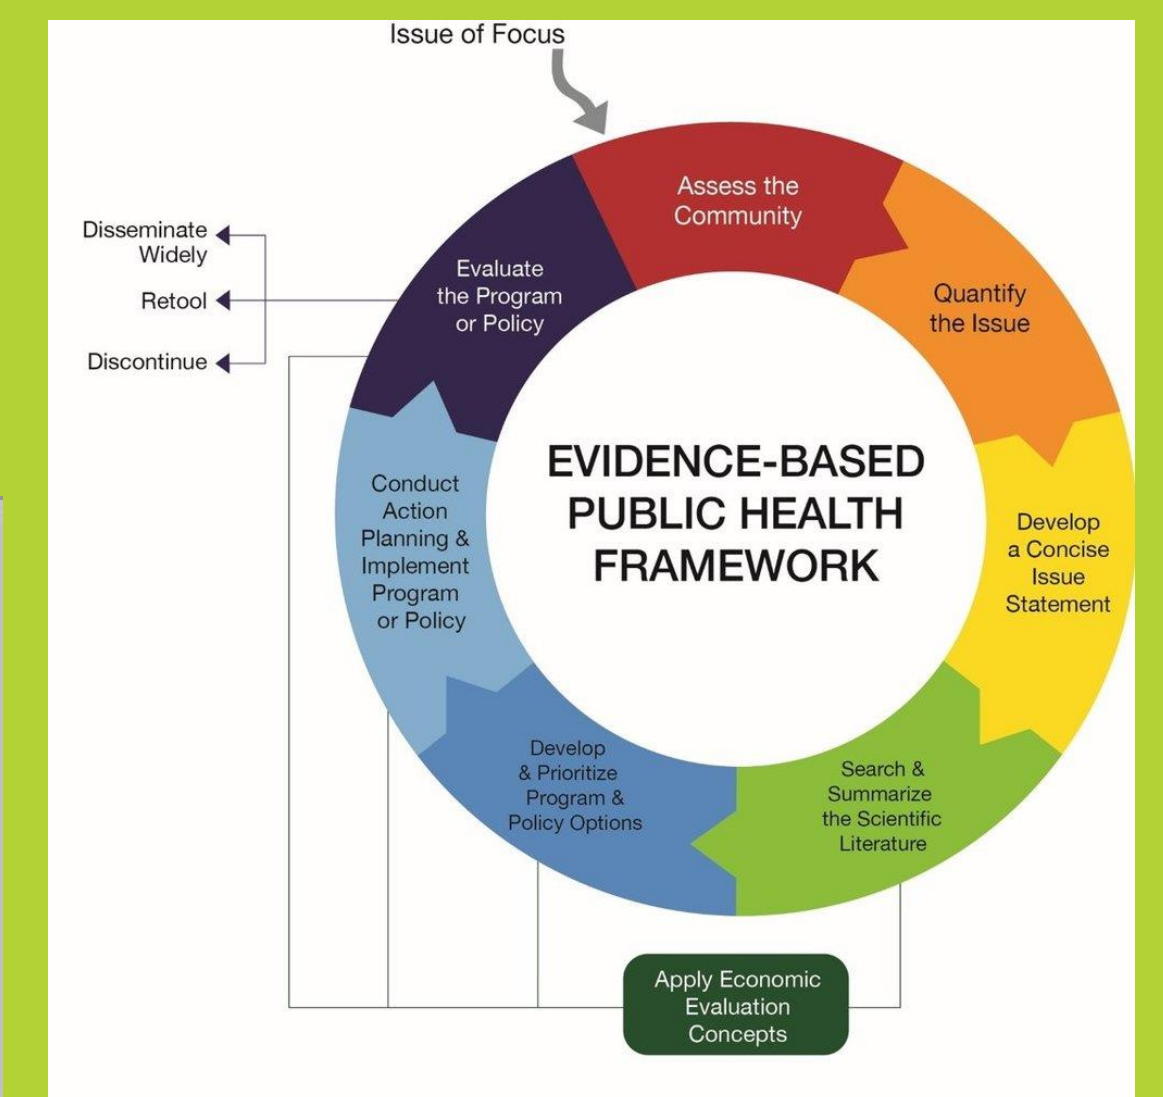 Issue of Focus
Assess the
Community
Quantify
the Issue
Develop
a Concise
Issue
Statement
Search &
Summarize
the Scientific
Literature
Develop
& Prioritize
Program &
Policy Options
Conduct
Action
Planning &
Implement
Program
or Policy
Evaluate
the Program
or Policy
Disseminate
Widely
Retool
Discontinue
EVIDENCE-BASED
PUBLIC HEALTH
FRAMEWORK
Apply Economic
Evaluation
Concepts